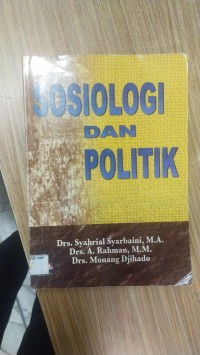 SOSIOLOGI
DAN
POLITIK
Drs. Syahrial Syarbaini, M.A.
Drs. A. Rahman, M.M.
Drs. Monang Djihado